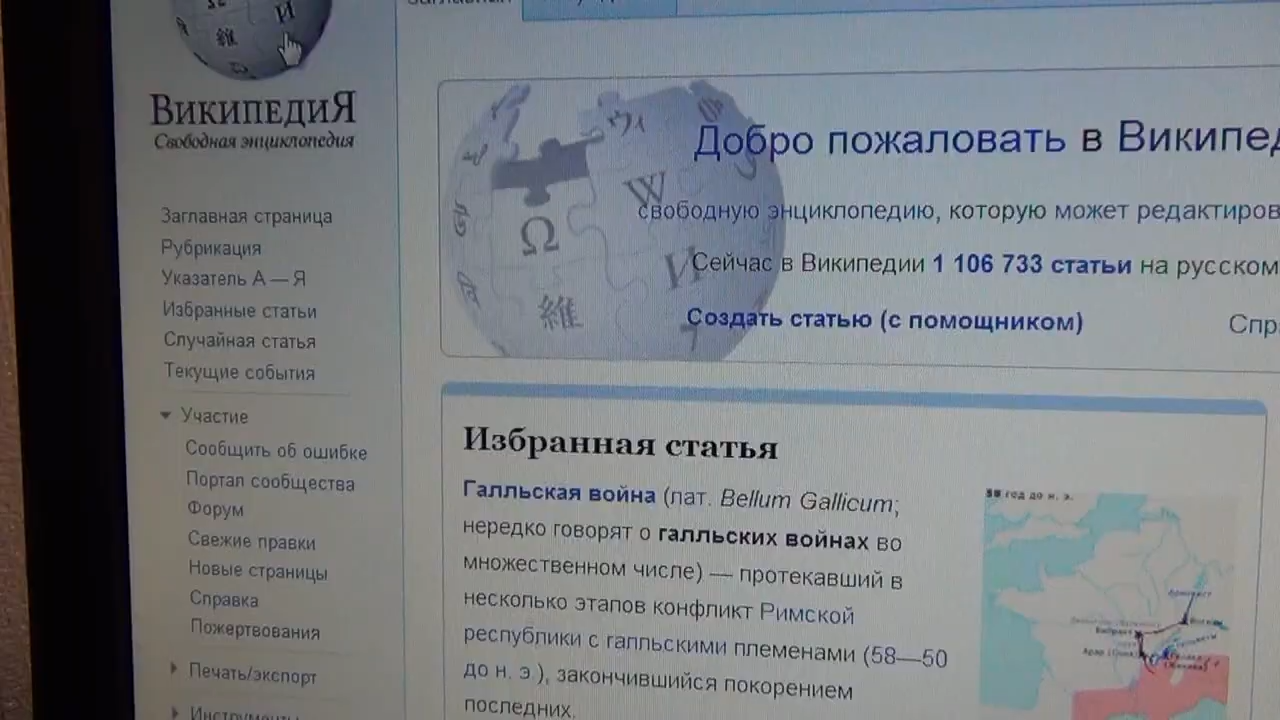 ВИКИПЕДИЯ
Свободная энциклопедия
Заглавная страница
Рубрикация
Указатель А — Я
Избранные статьи
Случайная статья
Текущие события
Участие
Сообщить об ошибке
Портал сообщества
Форум
Свежие правки
Новые страницы
Справка
Пожертвования
Печать/экспорт
Инструменты
Добро пожаловать в Википед
свободную энциклопедию, которую может редактиров
Сейчас в Википедии 1 106 733 статьи на русском
Создать статью (с помощником)
Спр
Избранная статья
Галльская война (лат. Bellum Gallicum;
нередко говорят о галльских войнах во
множественном числе) — протекавший в
несколько этапов конфликт Римской
республики с галльскими племенами (58—50
до н. э.), закончившийся покорением
последних.
58 год до н. э.
W
Ω
И
維